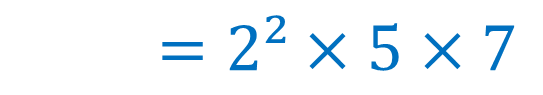 = 2² × 5 × 7